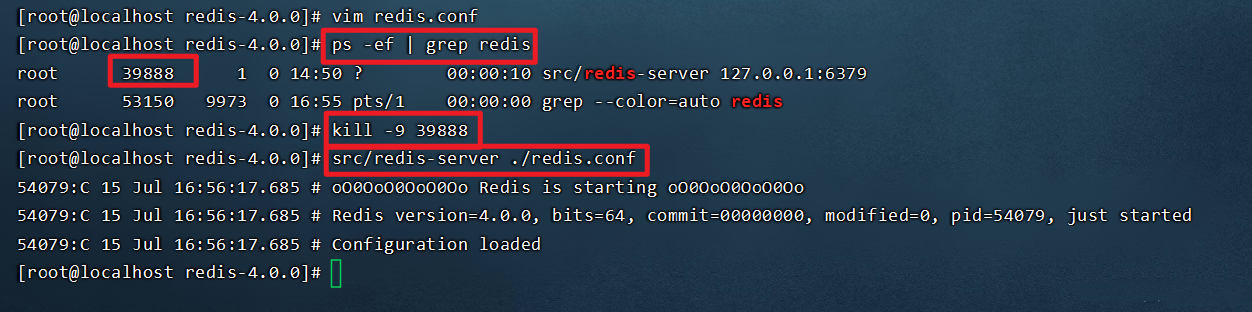 [root@localhost redis-4.0.0]# vim redis.conf
[root@localhost redis-4.0.0]# ps -ef | grep redis
root      39888      1  0 14:50 ?        00:00:10 src/redis-server 127.0.0.1:6379
root      53150   9973  0 16:55 pts/1    00:00:00 grep --color=auto redis
[root@localhost redis-4.0.0]# kill -9 39888
[root@localhost redis-4.0.0]# src/redis-server ./redis.conf
54079:C 15 Jul 16:56:17.685 # oO0OoO0OoO0Oo Redis is starting oO0OoO0OoO0Oo
54079:C 15 Jul 16:56:17.685 # Redis version=4.0.0, bits=64, commit=00000000, modified=0, pid=54079, just started
54079:C 15 Jul 16:56:17.685 # Configuration loaded
[root@localhost redis-4.0.0]#